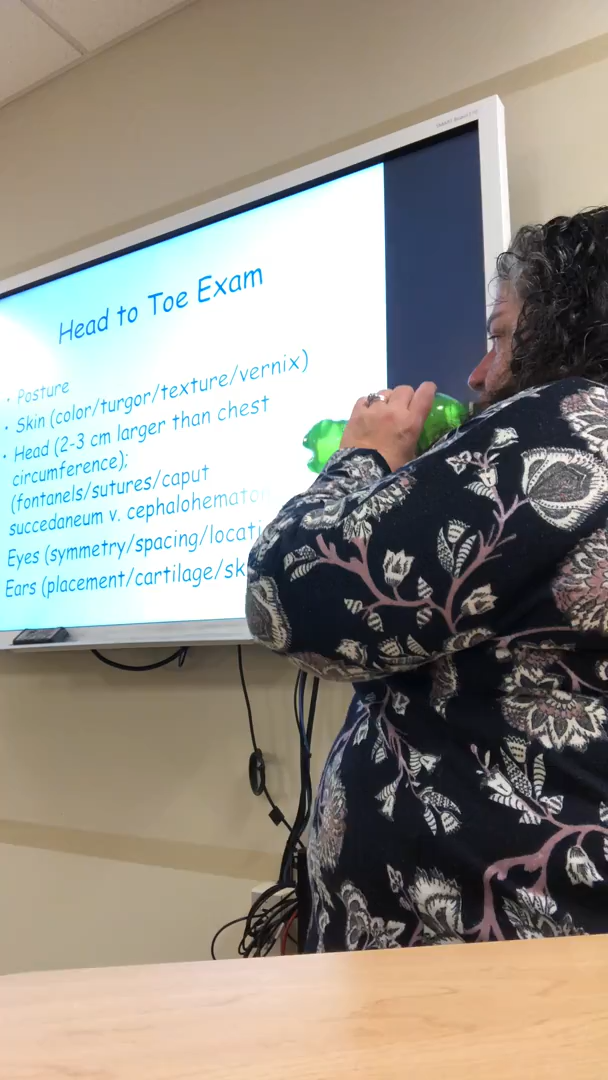 Head to Toe Exam
• Posture
• Skin (color/turgor/texture/vernix)
• Head (2-3 cm larger than chest
circumference);
(fontanels/sutures/caput
succedaneum v. cephalohemato
Eyes (symmetry/spacing/locati
Ears (placement/cartilage/sk